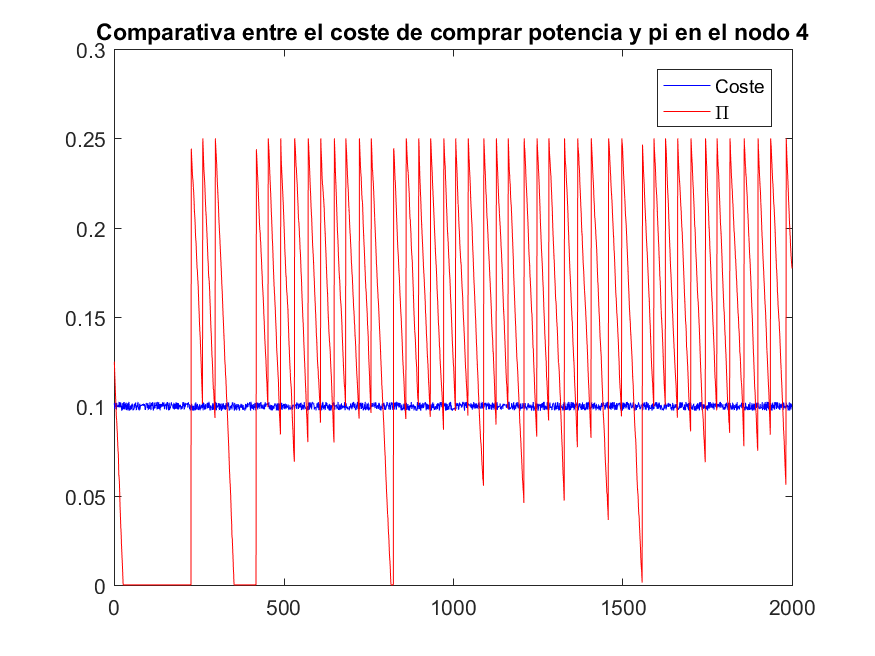 Comparativa entre el coste de comprar potencia y pi en el nodo 4
0.3
0.25
0.2
0.15
0.1
0.05
0
Coste
Π
0 500 1000 1500 2000